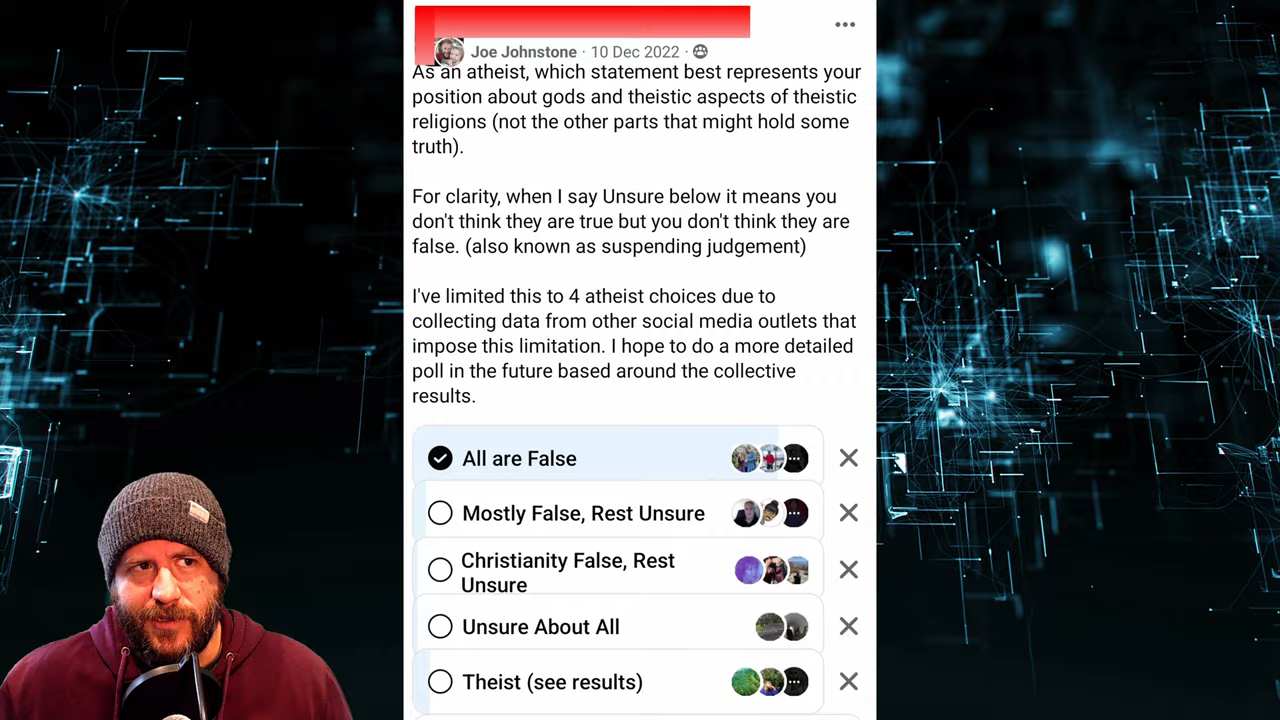 Joe Johnstone · 10 Dec 2022 ·
As an atheist, which statement best represents your
position about gods and theistic aspects of theistic
religions (not the other parts that might hold some
truth).
For clarity, when I say Unsure below it means you
don't think they are true but you don't think they are
false. (also known as suspending judgement)
I've limited this to 4 atheist choices due to
collecting data from other social media outlets that
impose this limitation. I hope to do a more detailed
poll in the future based around the collective
results.
All are False
Mostly False, Rest Unsure
Christianity False, Rest
Unsure
Unsure About All
Theist (see results)